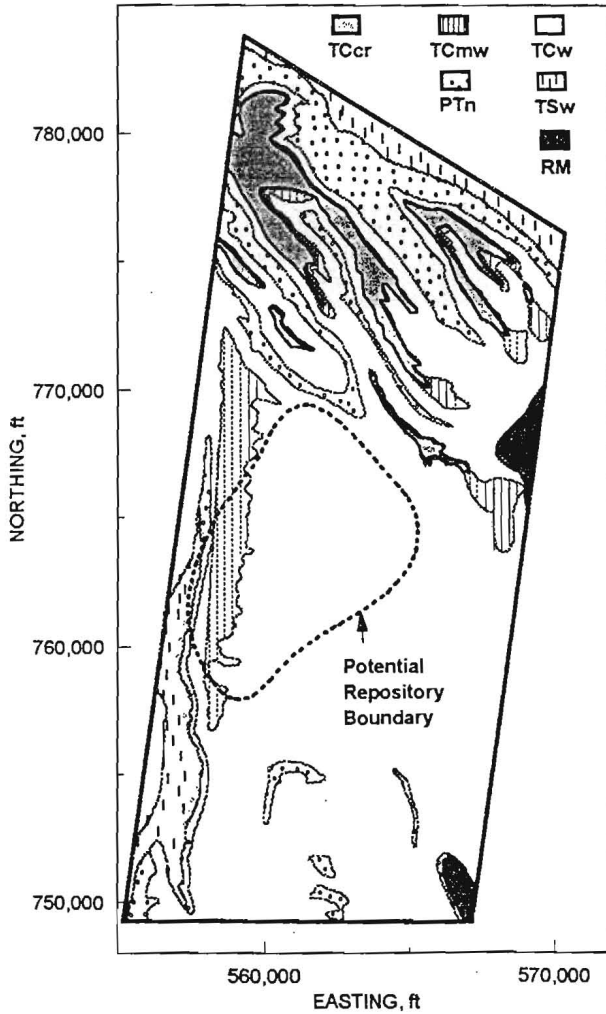 TCcr TCmw TCw
PTn TSw
RM
780,000
770,000
760,000
750,000
NORTHING, ft
Potential
Repository
Boundary
560,000 570,000
EASTING, ft